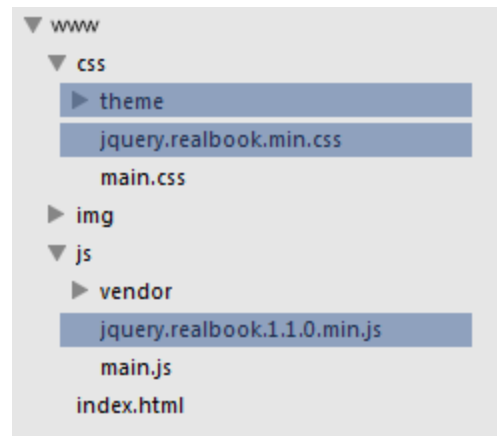 www
css
theme
jquery.realbook.min.css
main.css
img
js
vendor
jquery.realbook.1.1.0.min.js
main.js
index.html